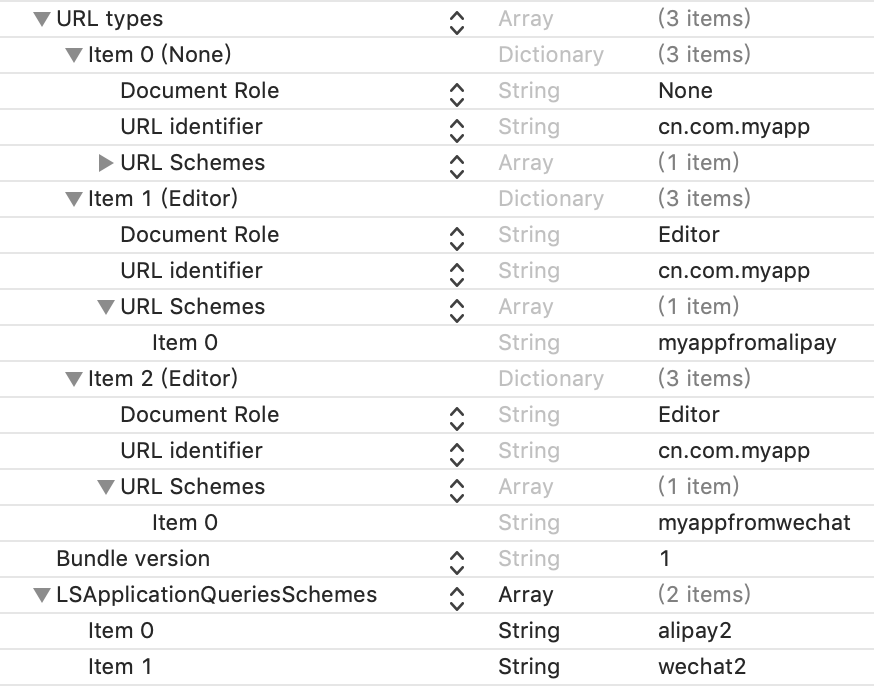 URL types Array (3 items)
Item 0 (None) Dictionary (3 items)
Document Role String None
URL identifier String cn.com.myapp
URL Schemes Array (1 item)
Item 1 (Editor) Dictionary (3 items)
Document Role String Editor
URL identifier String cn.com.myapp
URL Schemes Array (1 item)
Item 0 String myappfromalipay
Item 2 (Editor) Dictionary (3 items)
Document Role String Editor
URL identifier String cn.com.myapp
URL Schemes Array (1 item)
Item 0 String myappfromwechat
Bundle version String 1
LSApplicationQueriesSchemes Array (2 items)
Item 0 String alipay2
Item 1 String wechat2